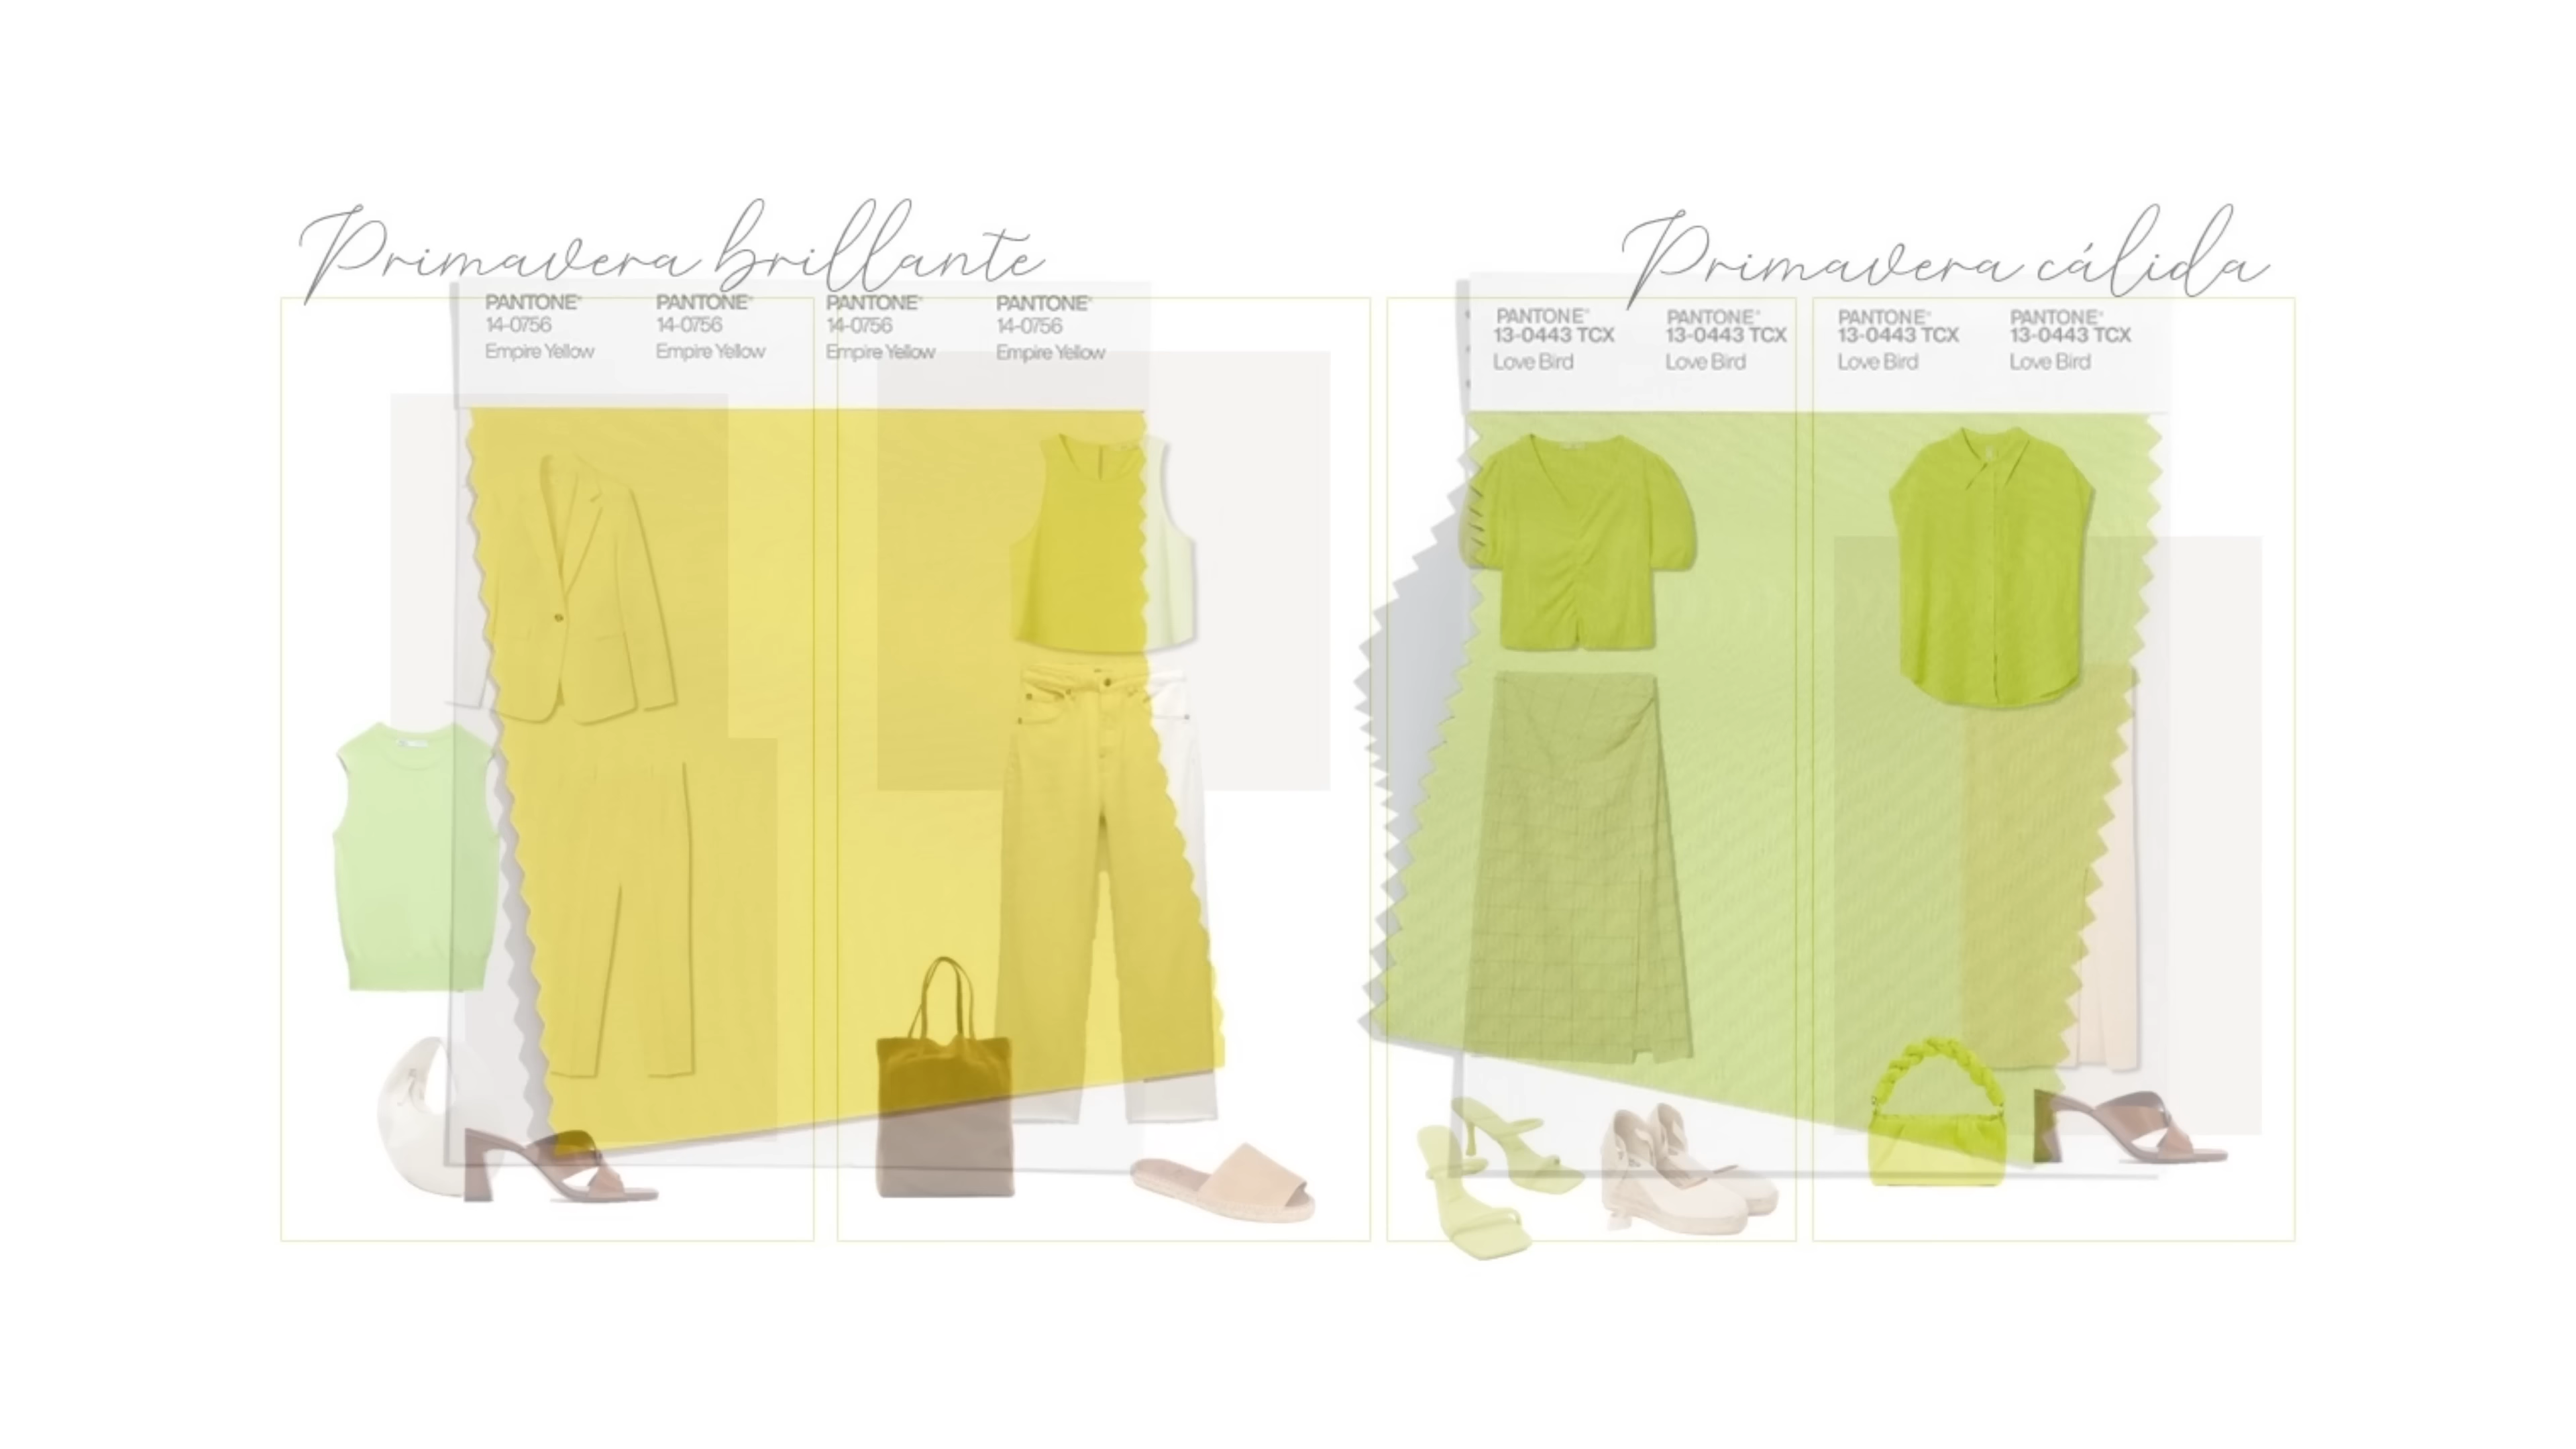 Primavera brillante
PANTONE® PANTONE® PANTONE® PANTONE®
14-0756 14-0756 14-0756 14-0756
Empire Yellow Empire Yellow Empire Yellow Empire Yellow
Primavera cálida
PANTONE® PANTONE® PANTONE® PANTONE®
13-0443 TCX 13-0443 TCX 13-0443 TCX 13-0443 TCX
Love Bird Love Bird Love Bird Love Bird